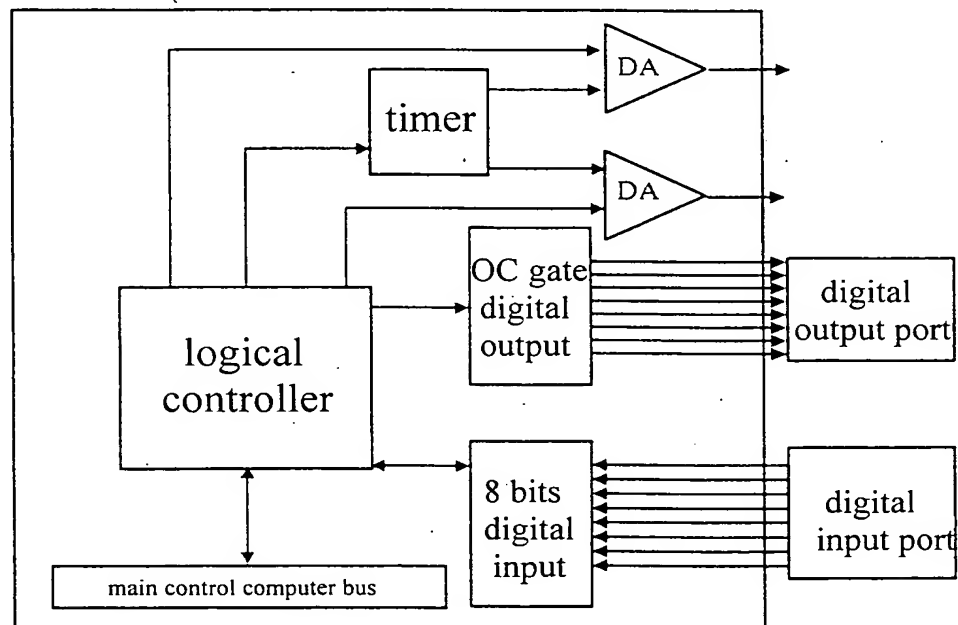 DA
timer
DA
OC gate
digital
output
digital
output port
logical
controller
8 bits
digital
input
digital
input port
main control computer bus